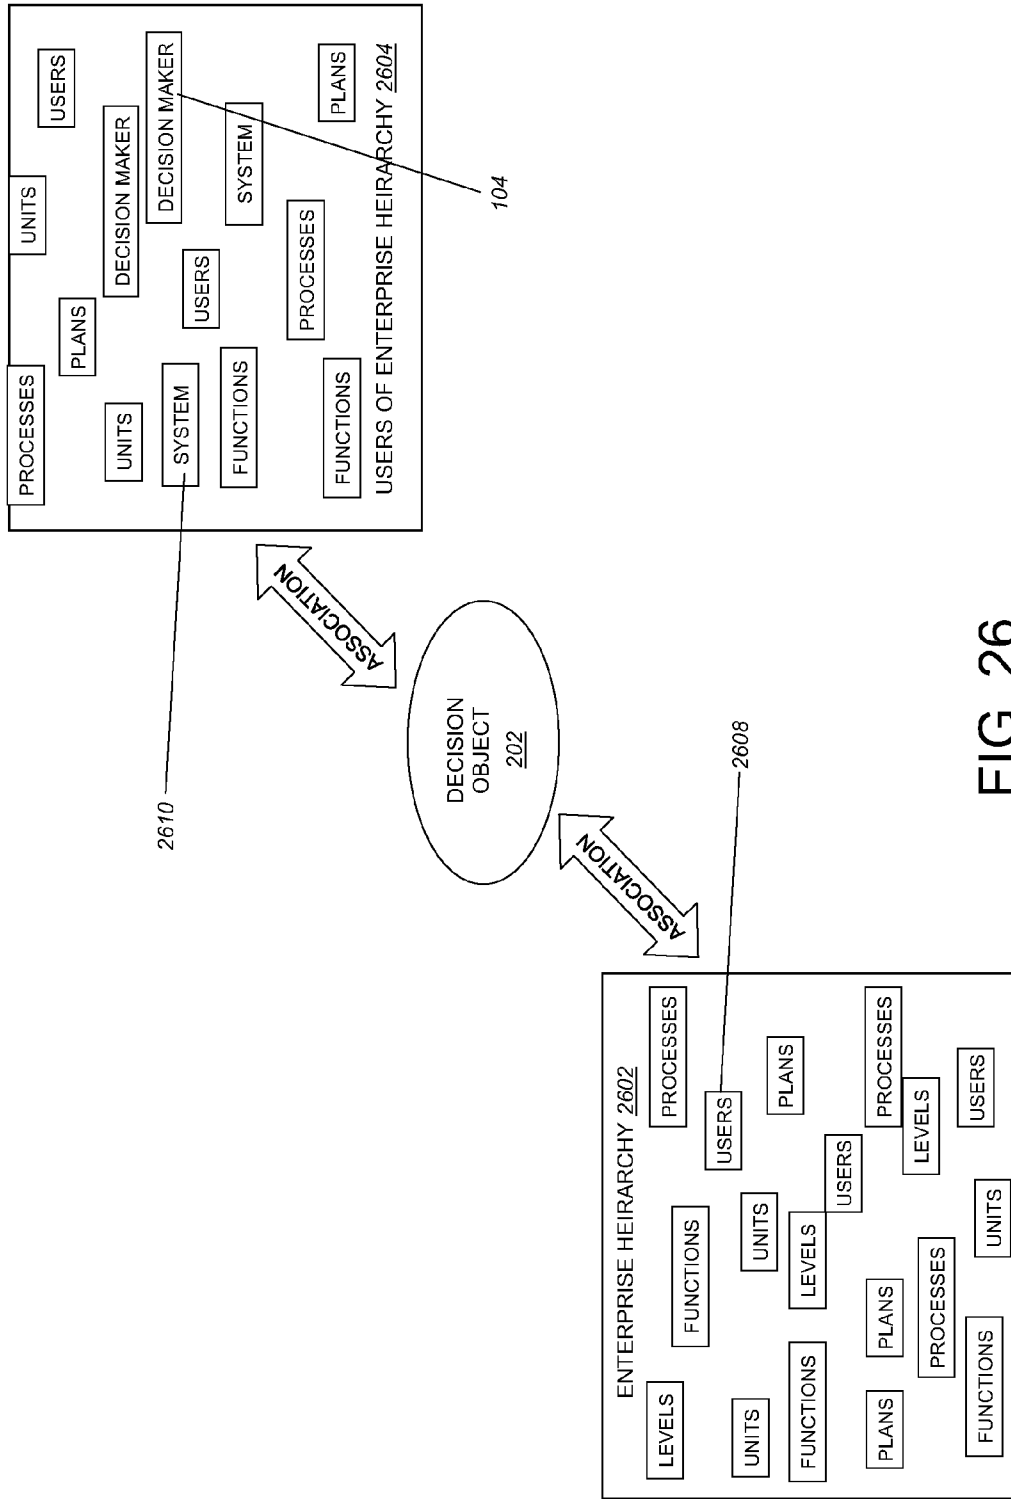 ENTERPRISE HEIRARCHY 2602
LEVELS
FUNCTIONS
PROCESSES
USERS
UNITS
UNITS
PLANS
FUNCTIONS
LEVELS
USERS
PLANS
PLANS
PROCESSES
PROCESSES
LEVELS
FUNCTIONS
UNITS
USERS
2608
ASSOCIATION
DECISION
OBJECT
202
ASSOCIATION
2610
PROCESSES
UNITS
USERS
PLANS
UNITS
DECISION MAKER
DECISION MAKER
SYSTEM
USERS
SYSTEM
FUNCTIONS
PROCESSES
FUNCTIONS
PLANS
USERS OF ENTERPRISE HEIRARCHY 2604
104
FIG. 26